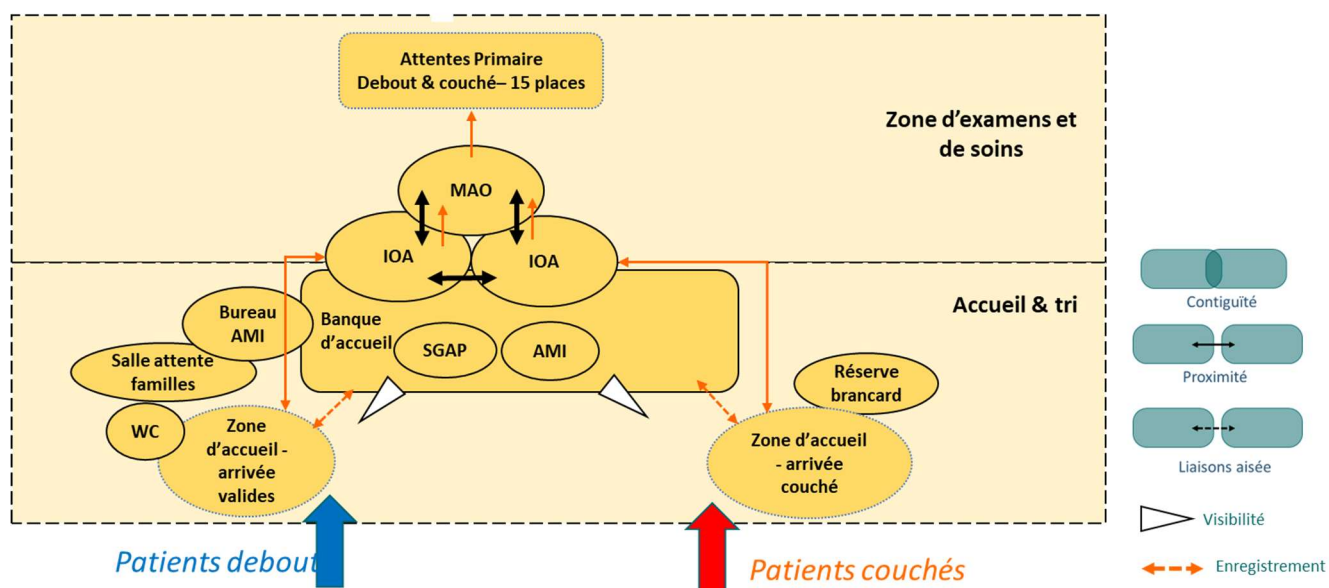 Attentes Primaire
Debout & couché– 15 places
Zone d'examens et
de soins
MAO
IOA
IOA
Accueil & tri
Bureau
AMI
Banque
d'accueil
SGAP
AMI
Salle attente
familles
Réserve
brancard
WC
Zone
d'accueil -
arrivée
valides
Zone d'accueil
- arrivée
couché
Patients debout
Patients couchés
Contiguïté
Proximité
Liaisons aisée
Visibilité
Enregistrement